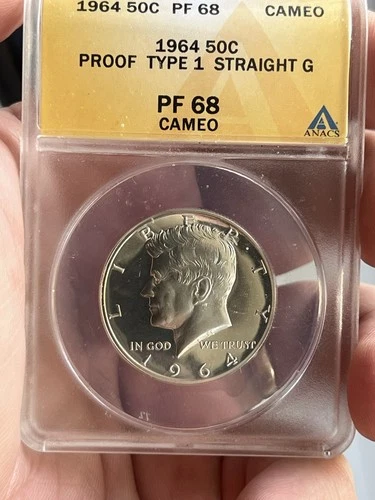 1964 50C PF 68 CAMEO
1964 50C
PROOF TYPE 1 STRAIGHT G
PF 68
CAMEO
ANACS
LIBERTY
IN GOD WE TRUST
1964